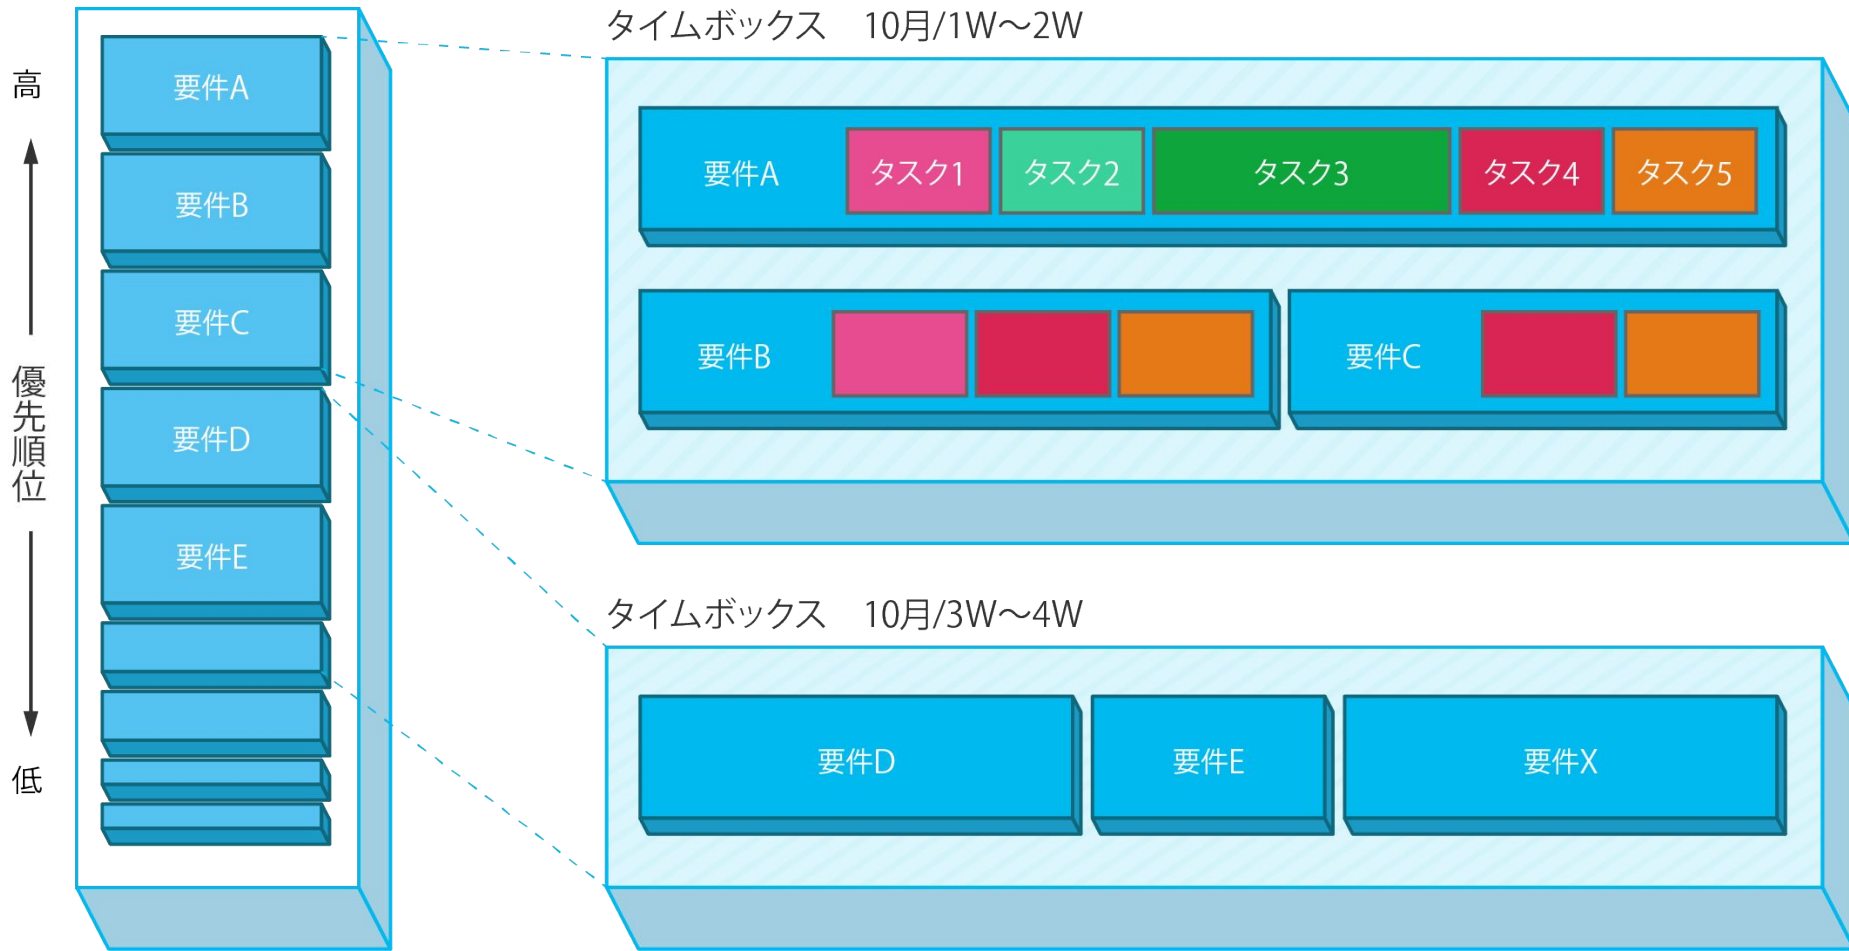 高
優先順位
低
要件A
要件B
要件C
要件D
要件E
タイムボックス　10月/1W～2W
要件A
タスク1
タスク2
タスク3
タスク4
タスク5
要件B
要件C
タイムボックス　10月/3W～4W
要件D
要件E
要件X